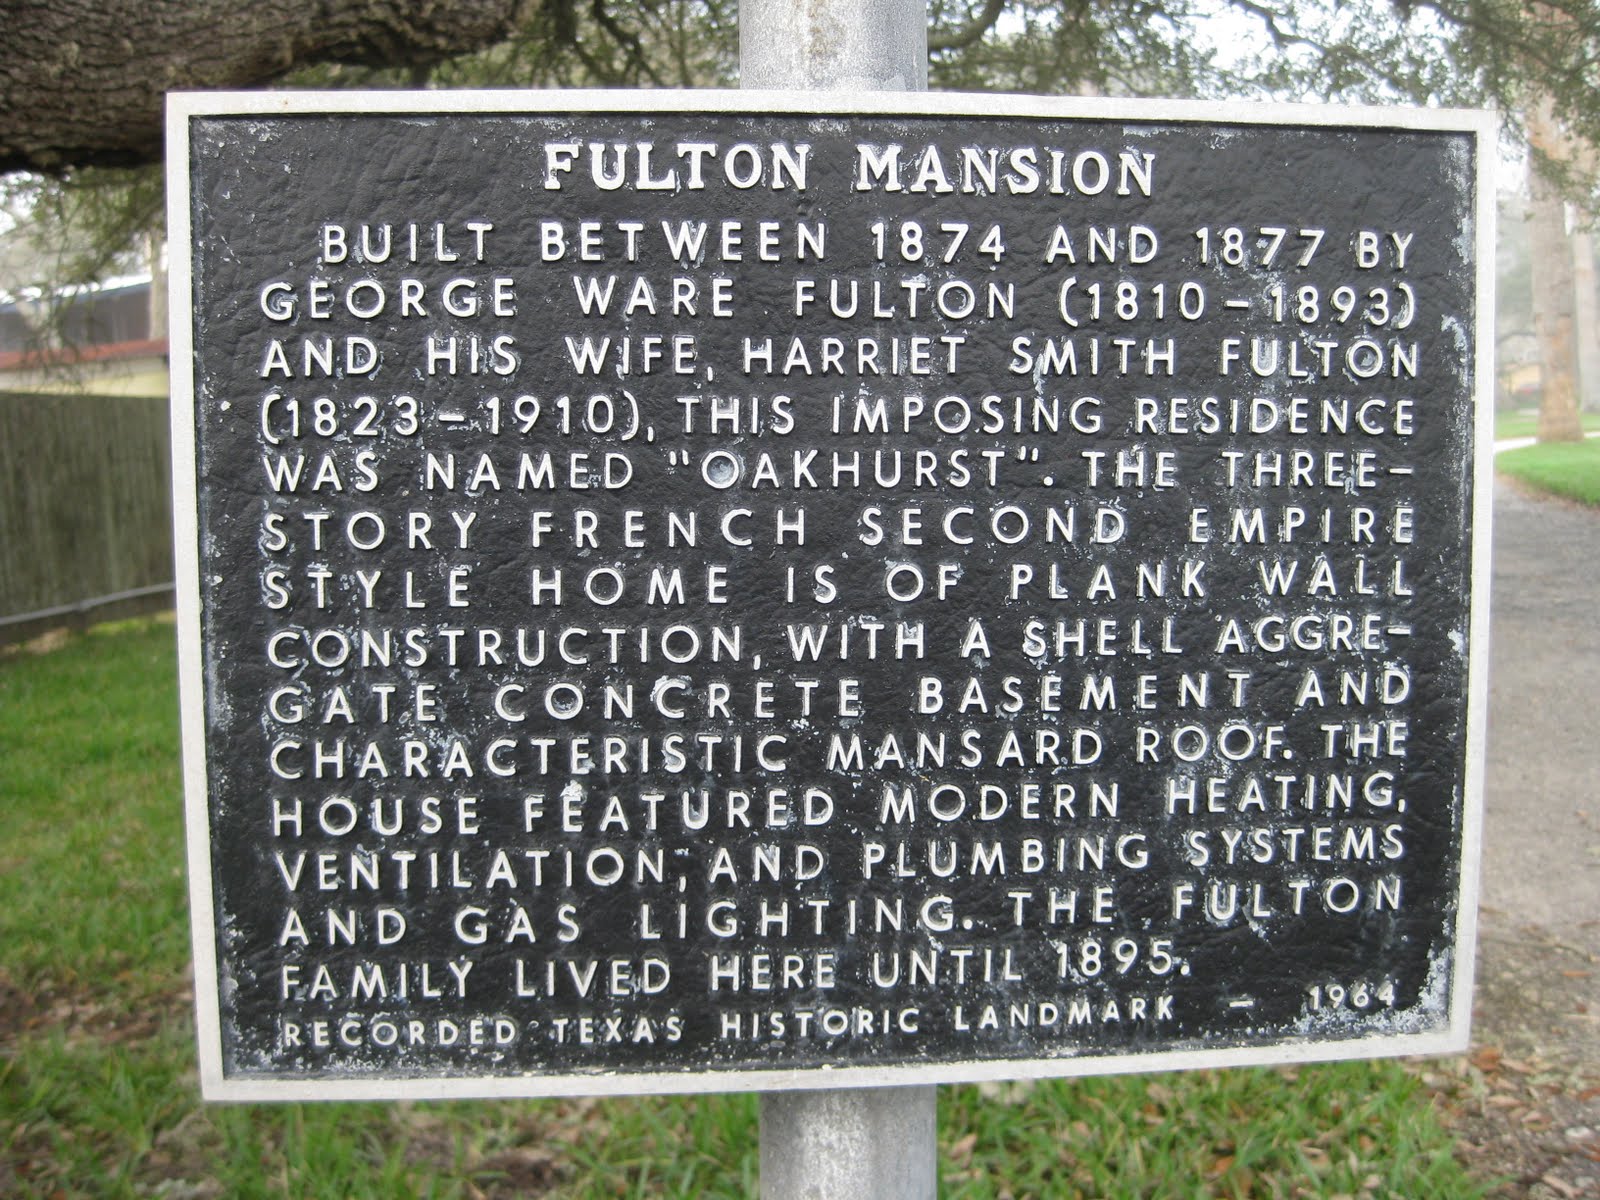 FULTON MANSION
BUILT BETWEEN 1874 AND 1877 BY
GEORGE WARE FULTON (1810-1893)
AND HIS WIFE, HARRIET SMITH FULTON
(1823-1910), THIS IMPOSING RESIDENCE
WAS NAMED "OAKHURST". THE THREE-
STORY FRENCH SECOND EMPIRE
STYLE HOME IS OF PLANK WALL
CONSTRUCTION, WITH A SHELL AGGRE-
GATE CONCRETE BASEMENT AND
CHARACTERISTIC MANSARD ROOF. THE
HOUSE FEATURED MODERN HEATING,
VENTILATION, AND PLUMBING SYSTEMS
AND GAS LIGHTING. THE FULTON
FAMILY LIVED HERE UNTIL 1895.
RECORDED TEXAS HISTORIC LANDMARK - 1964